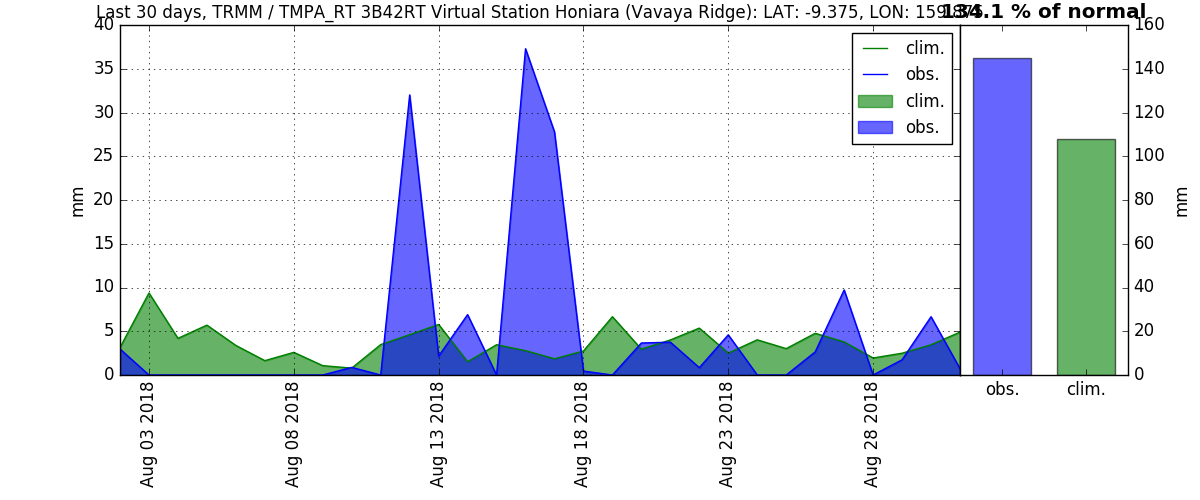 Last 30 days, TRMM / TMPA_RT 3B42RT Virtual Station Honiara (Vavaya Ridge): LAT: -9.375, LON: 159.875
134.1 % of normal
40
35
30
25
20
15
10
5
0
mm
clim.
obs.
clim.
obs.
160
140
120
100
80
60
40
20
0
mm
obs. clim.
Aug 03 2018
Aug 08 2018
Aug 13 2018
Aug 18 2018
Aug 23 2018
Aug 28 2018